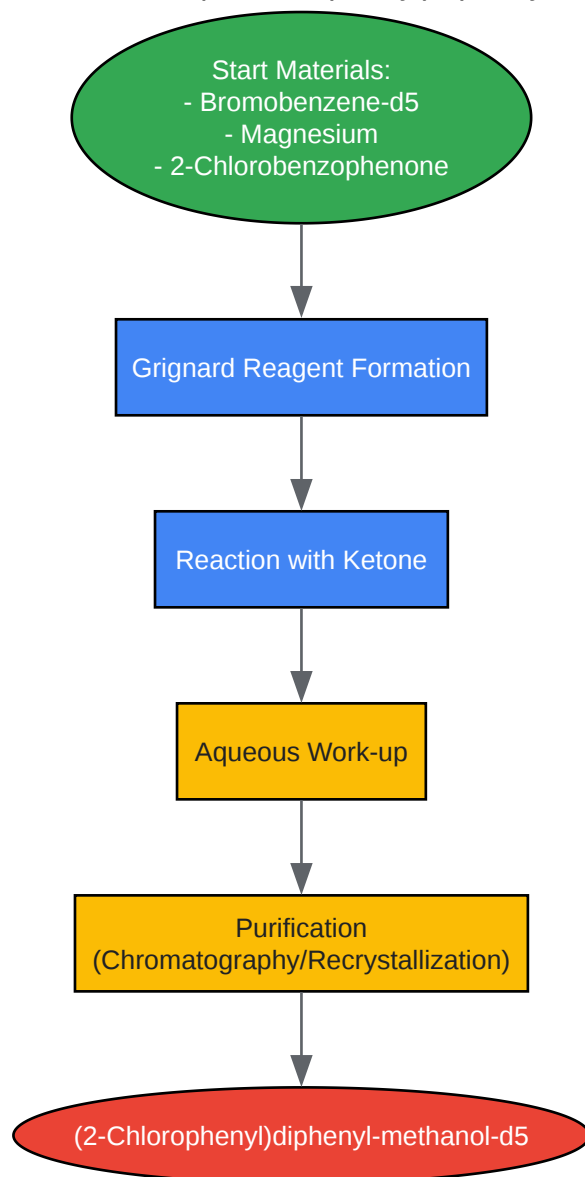 Start Materials:
- Bromobenzene-d5
- Magnesium
- 2-Chlorobenzophenone
Grignard Reagent Formation
Reaction with Ketone
Aqueous Work-up
Purification
(Chromatography/Recrystallization)
(2-Chlorophenyl)diphenyl-methanol-d5